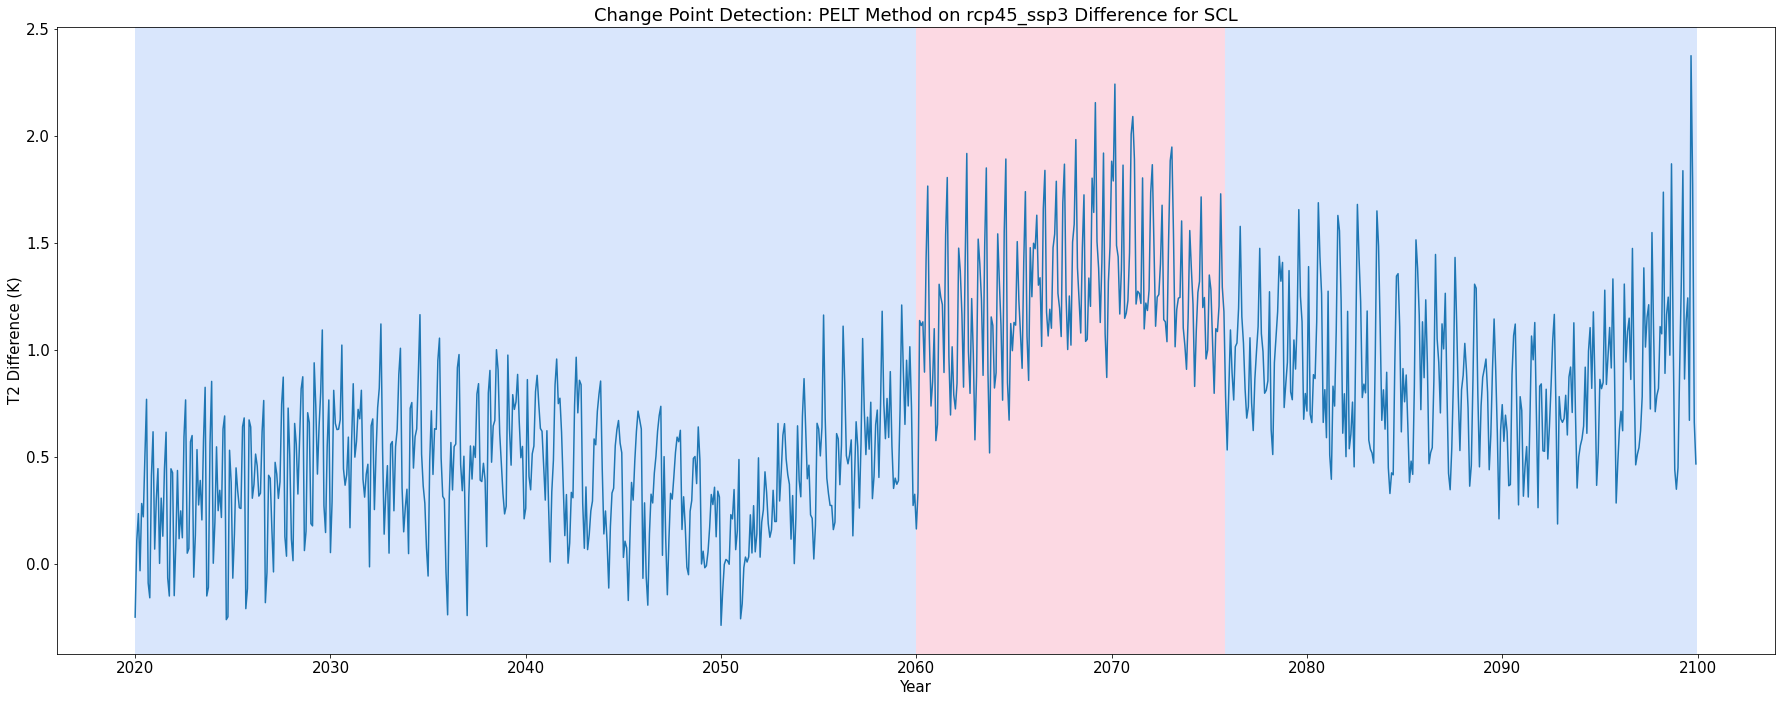 Change Point Detection: PELT Method on rcp45_ssp3 Difference for SCL
2.5
2.0
1.5
1.0
0.5
0.0
T2 Difference (K)
2020 2030 2040 2050 2060 2070 2080 2090 2100
Year